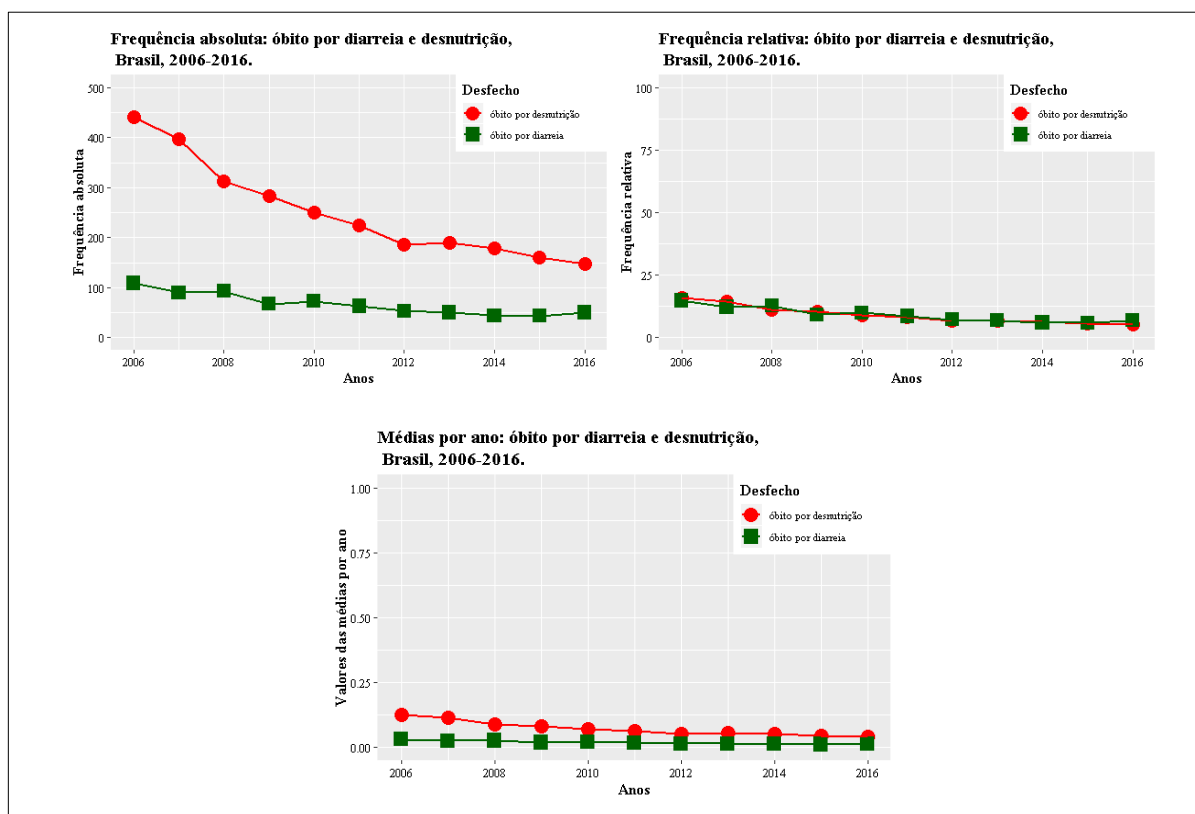 Frequência absoluta: óbito por diarreia e desnutrição,
Brasil, 2006-2016.
Frequência absoluta
500
400
300
200
100
0
2006
2008
2010
2012
2014
2016
Anos
Desfecho
óbito por desnutrição
óbito por diarreia
Frequência relativa: óbito por diarreia e desnutrição,
Brasil, 2006-2016.
Frequência relativa
100
75
50
25
0
2006
2008
2010
2012
2014
2016
Anos
Desfecho
óbito por desnutrição
óbito por diarreia
Médias por ano: óbito por diarreia e desnutrição,
Brasil, 2006-2016.
Valores das médias por ano
1.00
0.75
0.50
0.25
0.00
2006
2008
2010
2012
2014
2016
Anos
Desfecho
óbito por desnutrição
óbito por diarreia